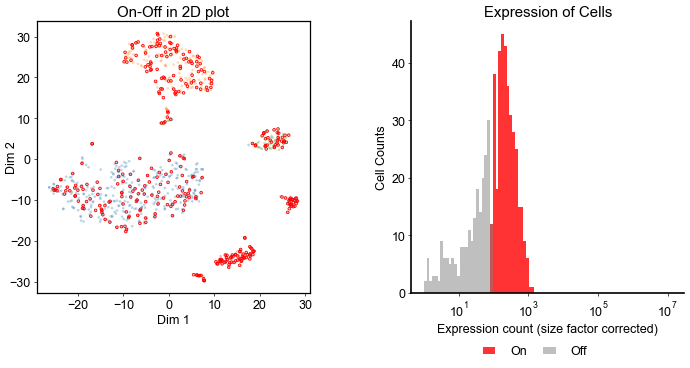 On-Off in 2D plot
Dim 2
30
20
10
0
−10
−20
−30
−20
−10
0
10
20
30
Dim 1
Expression of Cells
Cell Counts
40
30
20
10
0
10^1
10^3
10^5
10^7
Expression count (size factor corrected)
On
Off